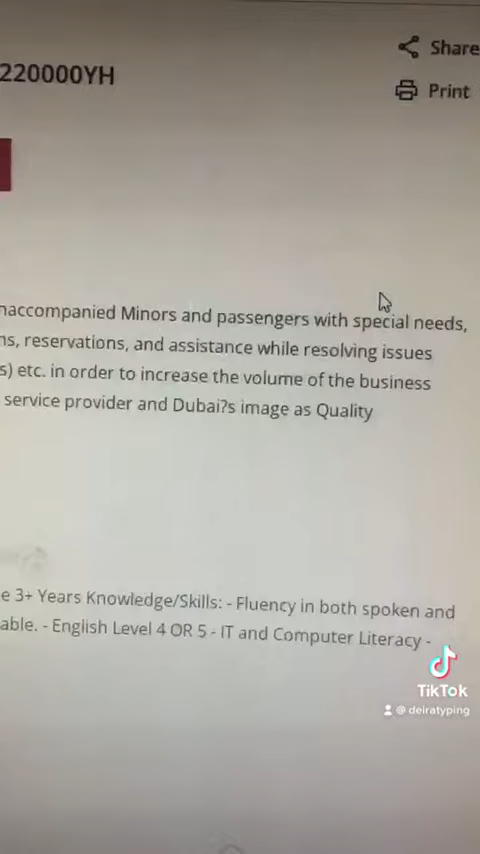 Share
220000YH
Print
naccompanied Minors and passengers with special needs,
ns, reservations, and assistance while resolving issues
s) etc. in order to increase the volume of the business
service provider and Dubai?s image as Quality
e 3+ Years Knowledge/Skills: - Fluency in both spoken and
able. - English Level 4 OR 5 - IT and Computer Literacy -
TikTok
@ deiratyping